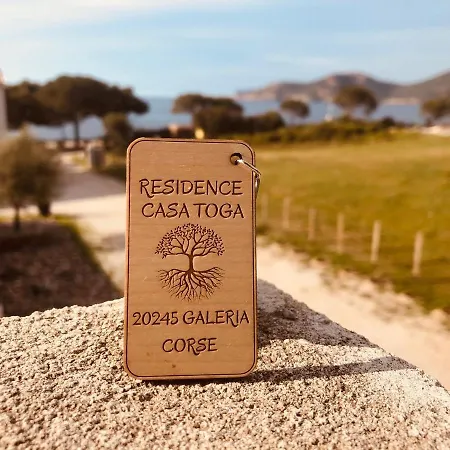 RESIDENCE
CASA TOGA
20245 GALERIA
CORSE